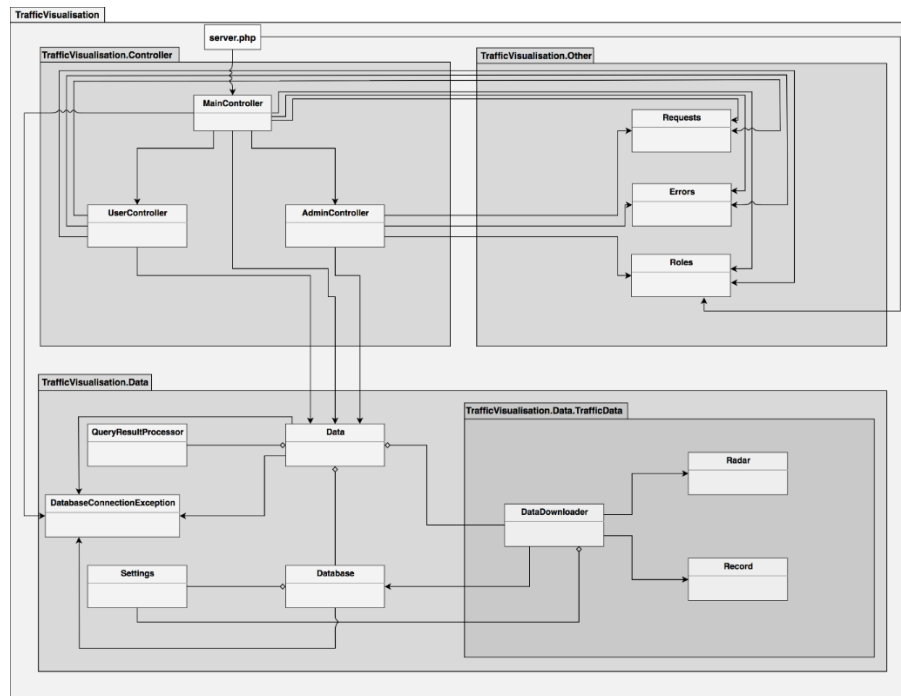 TrafficVisualisation
server.php
TrafficVisualisation.Controller
TrafficVisualisation.Other
MainController
Requests
Errors
UserController
AdminController
Roles
TrafficVisualisation.Data
TrafficVisualisation.Data.TrafficData
QueryResultProcessor
Data
Radar
DatabaseConnectionException
DataDownloader
Settings
Database
Record